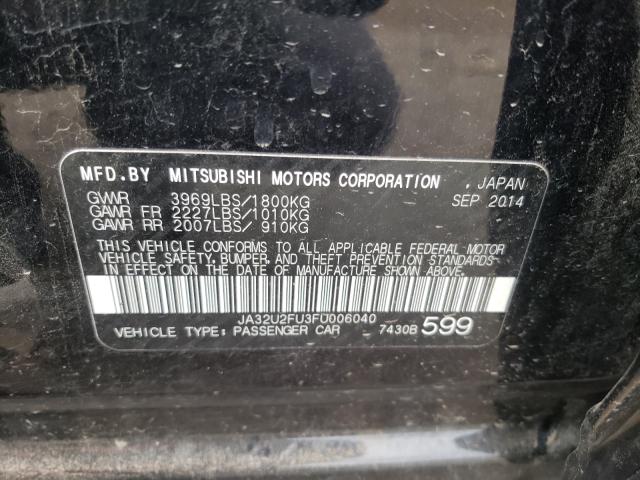 MFD.BY MITSUBISHI MOTORS CORPORATION , JAPAN
GVWR 3969LBS/1800KG SEP 2014
GAWR FR 2227LBS/1010KG
GAWR RR 2007LBS/ 910KG
THIS VEHICLE CONFORMS TO ALL APPLICABLE FEDERAL MOTOR
VEHICLE SAFETY, BUMPER, AND THEFT PREVENTION STANDARDS
IN EFFECT ON THE DATE OF MANUFACTURE SHOWN ABOVE.
JA32U2FU3FU006040
VEHICLE TYPE: PASSENGER CAR 7430B 599